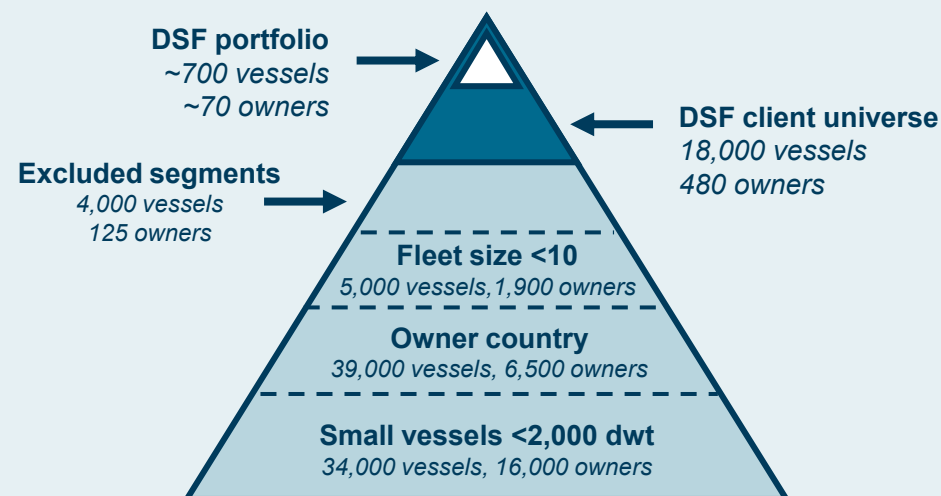 DSF portfolio
~700 vessels
~70 owners
DSF client universe
18,000 vessels
480 owners
Excluded segments
4,000 vessels
125 owners
Fleet size <10
5,000 vessels,1,900 owners
Owner country
39,000 vessels, 6,500 owners
Small vessels <2,000 dwt
34,000 vessels, 16,000 owners